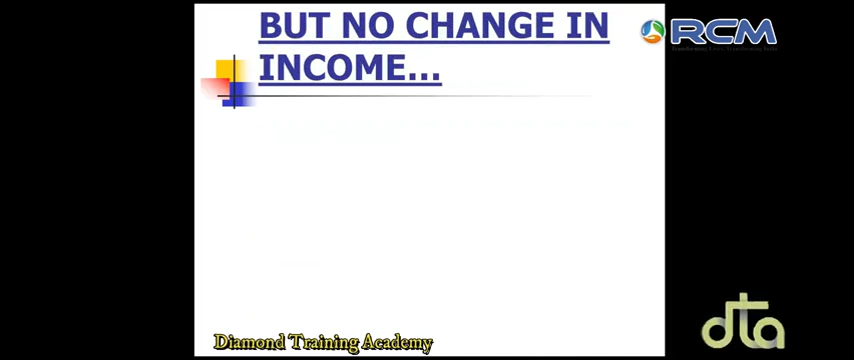 BUT NO CHANGE IN
INCOME...
RCM
Diamond Training Academy
dta